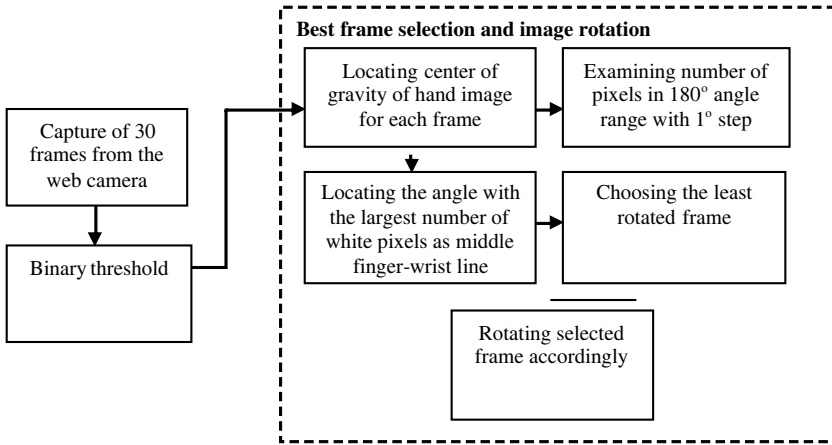 Best frame selection and image rotation
Capture of 30
frames from the
web camera
Binary threshold
Locating center of
gravity of hand image
for each frame
Examining number of
pixels in 180° angle
range with 1° step
Locating the angle with
the largest number of
white pixels as middle
finger-wrist line
Choosing the least
rotated frame
Rotating selected
frame accordingly